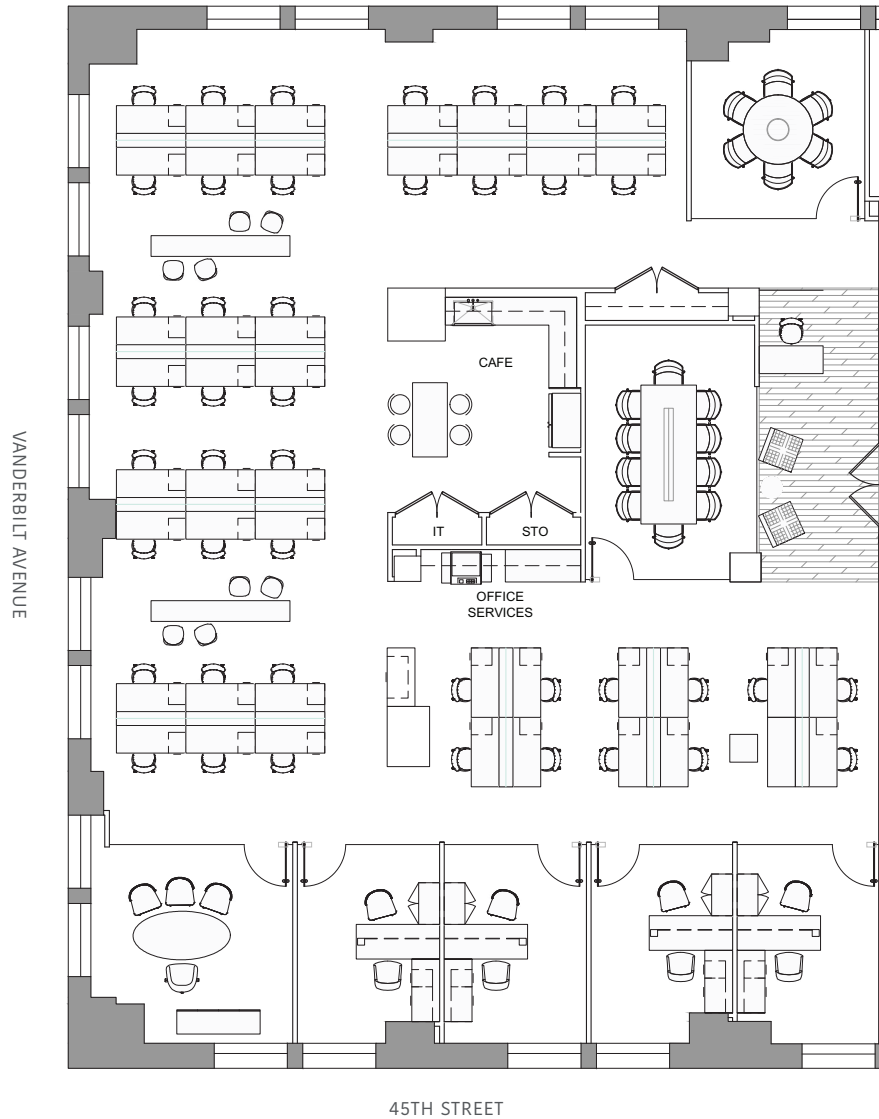 CAFE
VANDERBILT AVENUE
IT
STO
OFFICE
SERVICES
45TH STREET